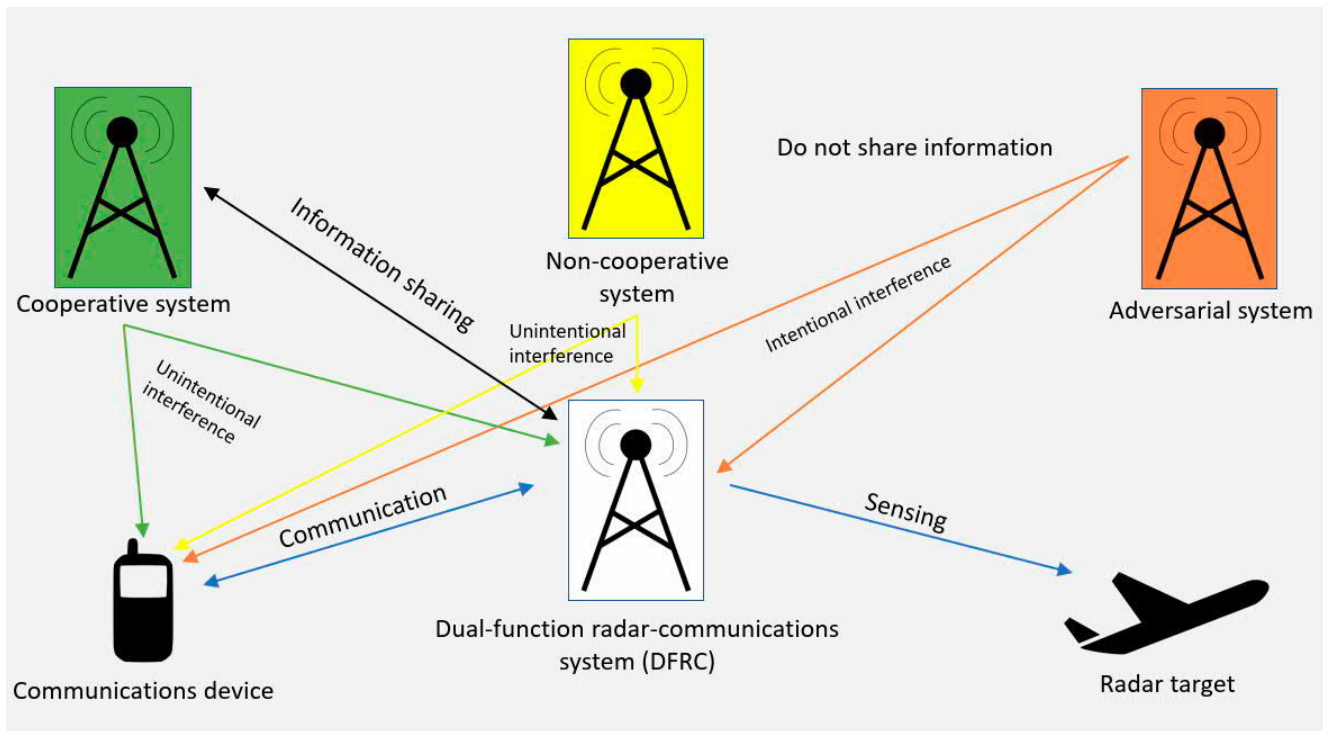 Do not share information
Information sharing
Non-cooperative
system
Cooperative system
Adversarial system
Unintentional
interference
Intentional interference
Unintentional
interference
Communication
Sensing
Dual-function radar-communications
system (DFRC)
Communications device
Radar target